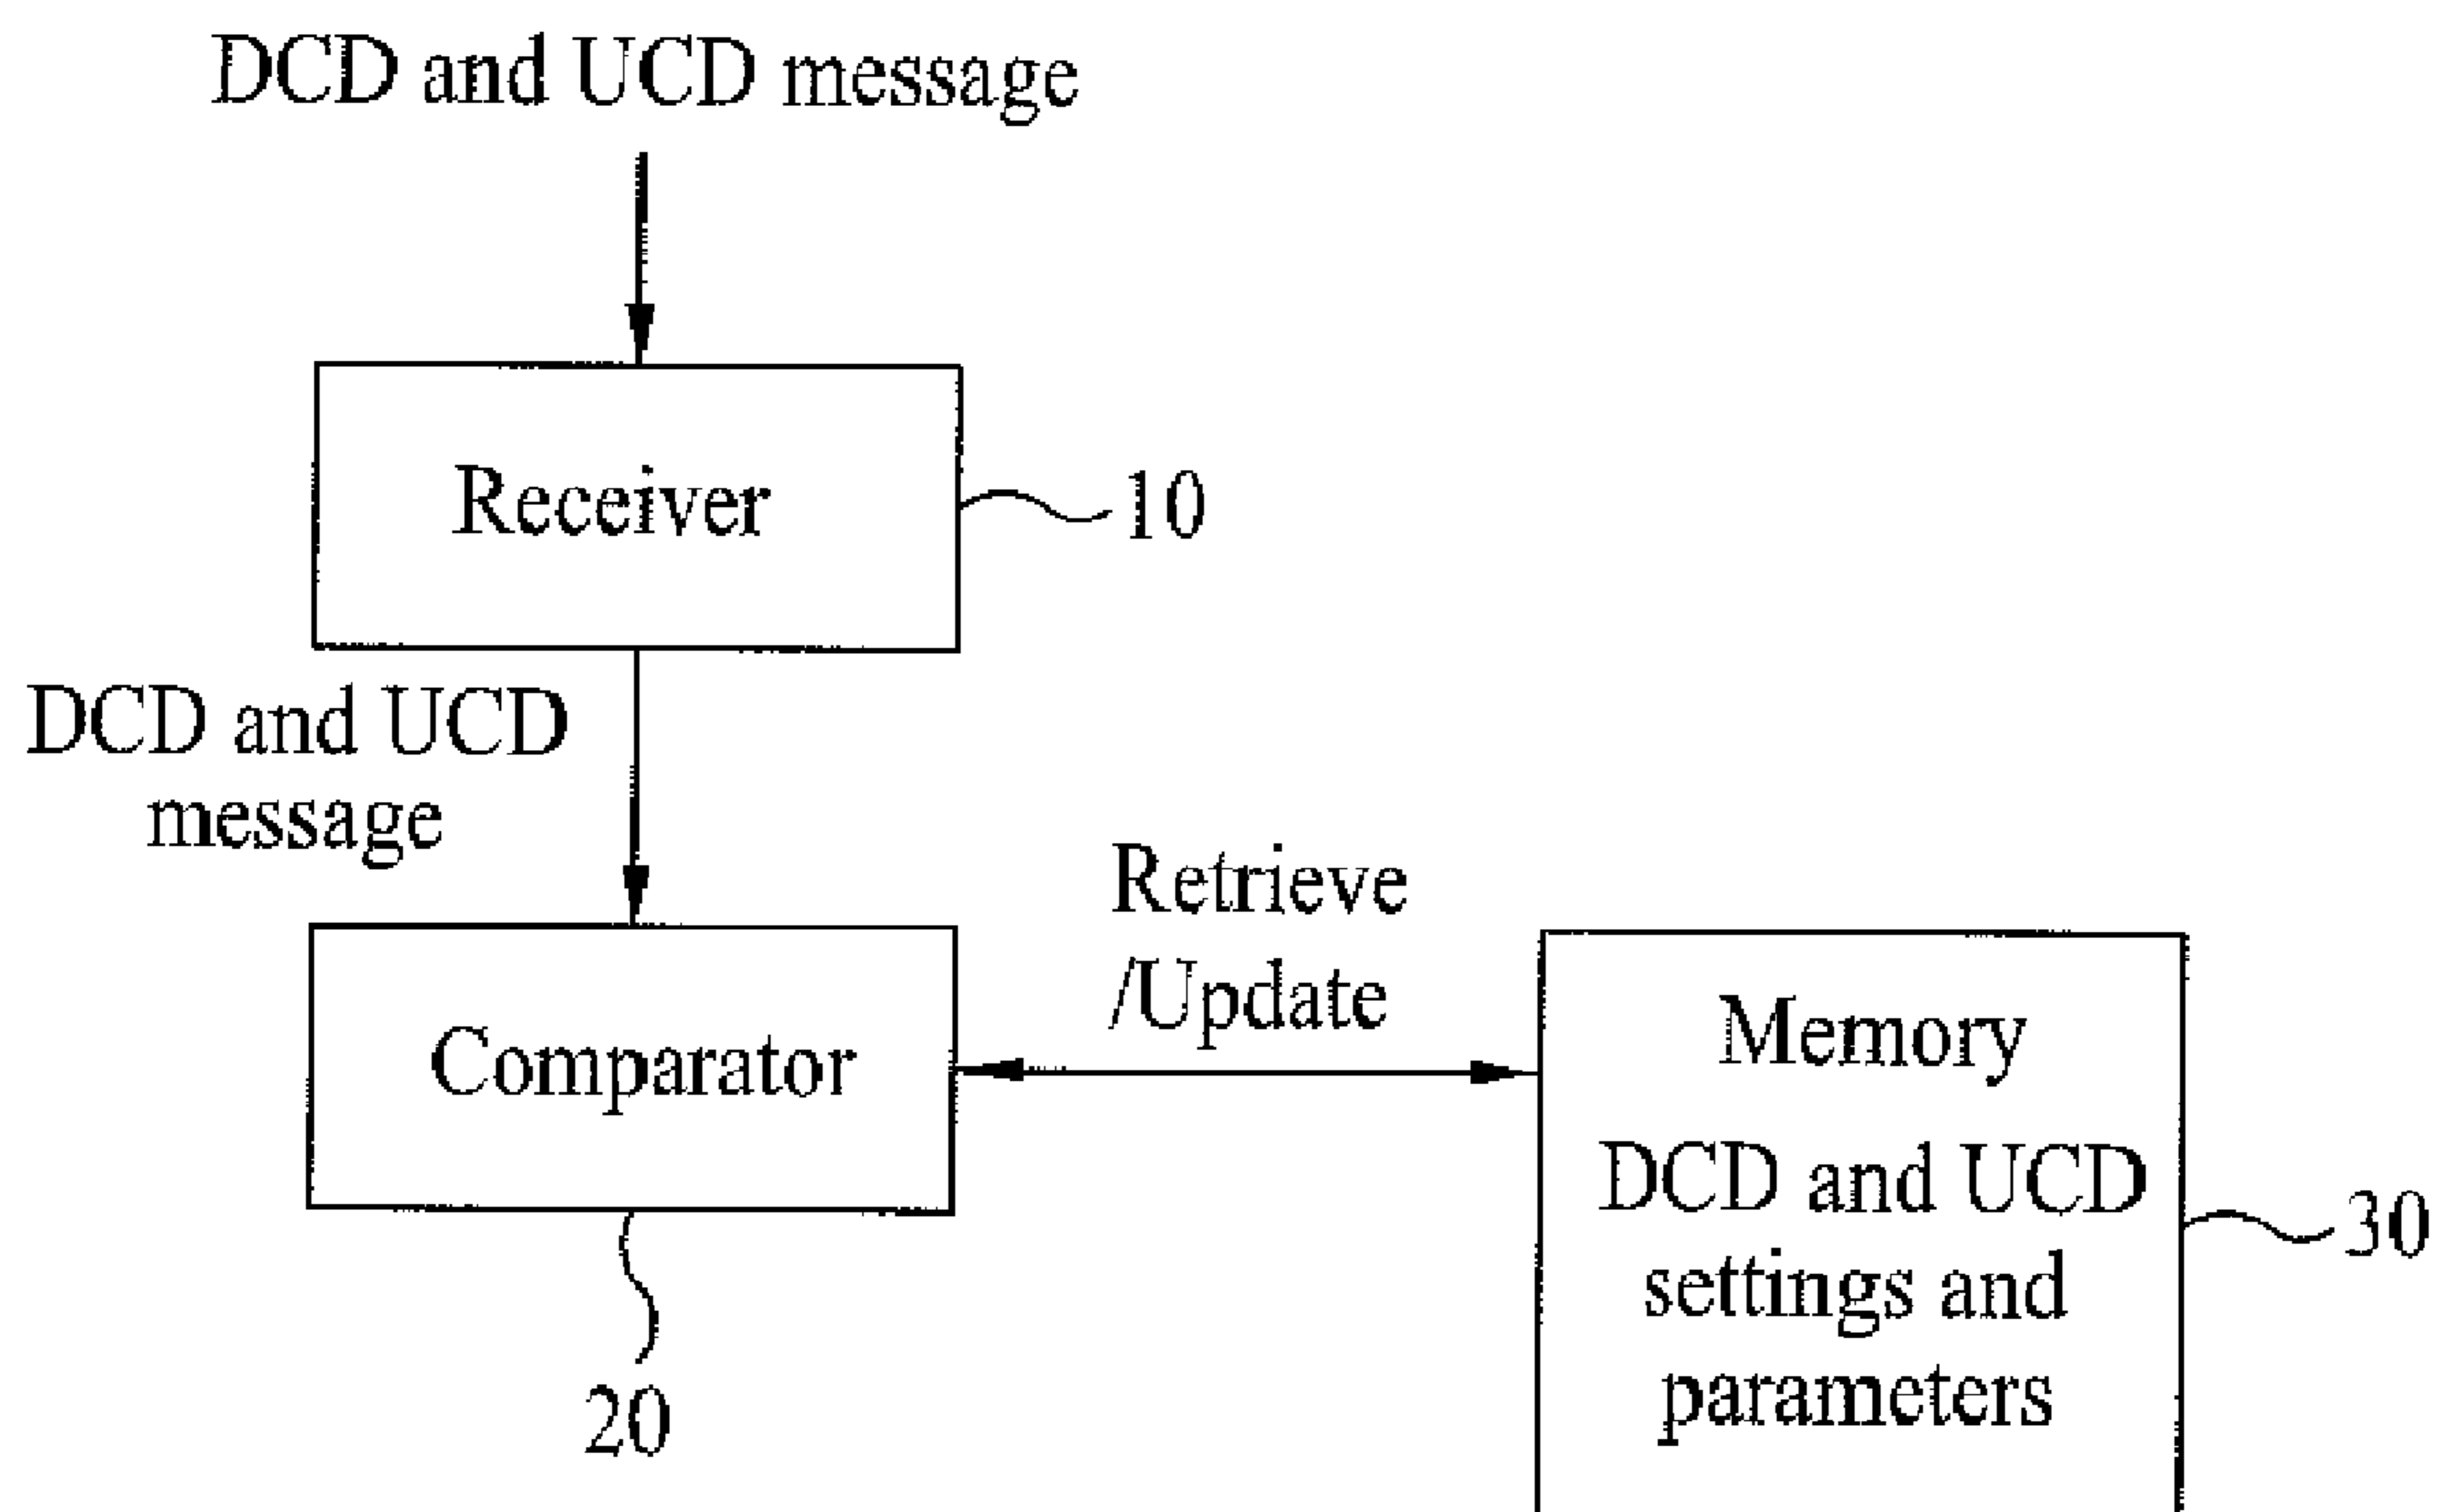 DCD and UCD message
Receiver
10
DCD and UCD
message
Retrieve
/Update
Comparator
20
Memory
DCD and UCD
settings and
parameters
30